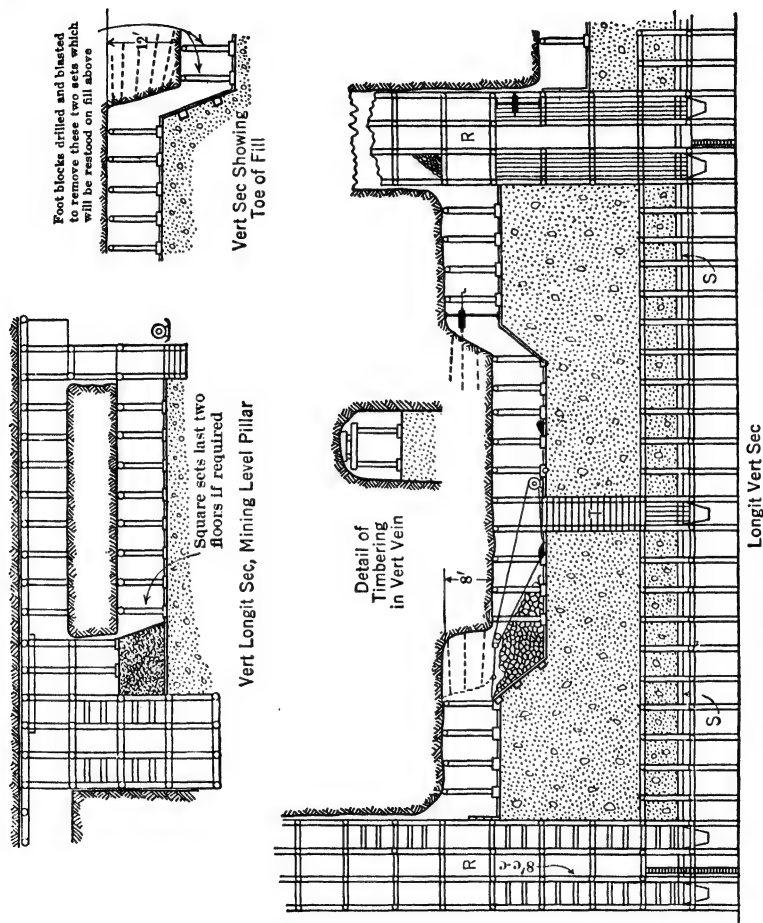 Foot blocks drilled and blasted
to remove these two sets which
will be restood on fill above
12'
Vert Sec Showing
Toe of Fill
Square sets last two
floors if required
Vert Longit Sec, Mining Level Pillar
Detail of
Timbering
in Vert Vein
8'
R
R
8'c-c
T
S
S
Longit Vert Sec